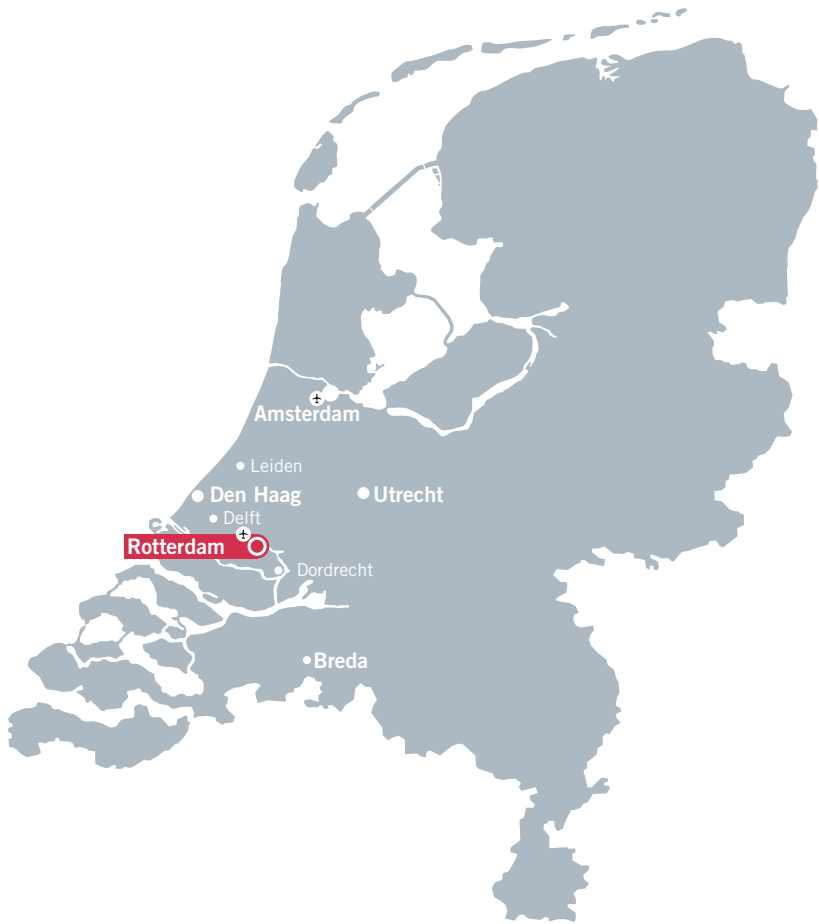 Amsterdam
Leiden
Den Haag
Utrecht
Delft
Rotterdam
Dordrecht
Breda